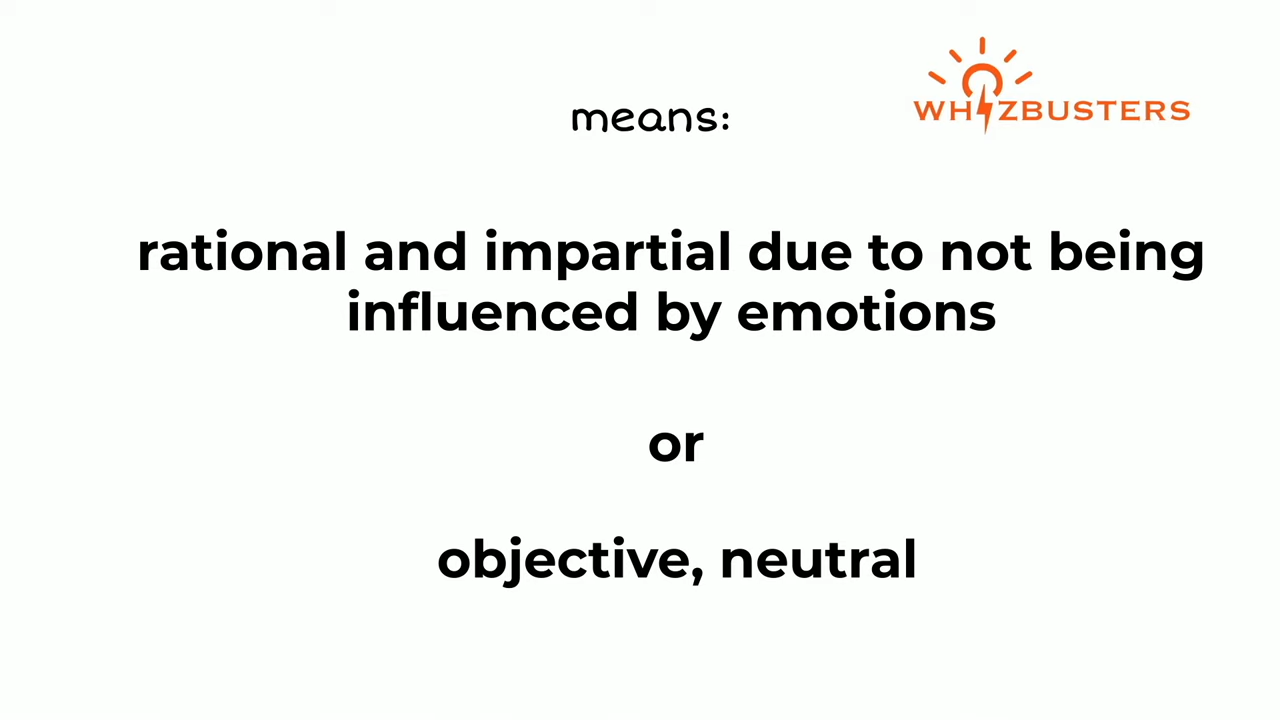 WHIZBUSTERS
means:
rational and impartial due to not being
influenced by emotions
or
objective, neutral